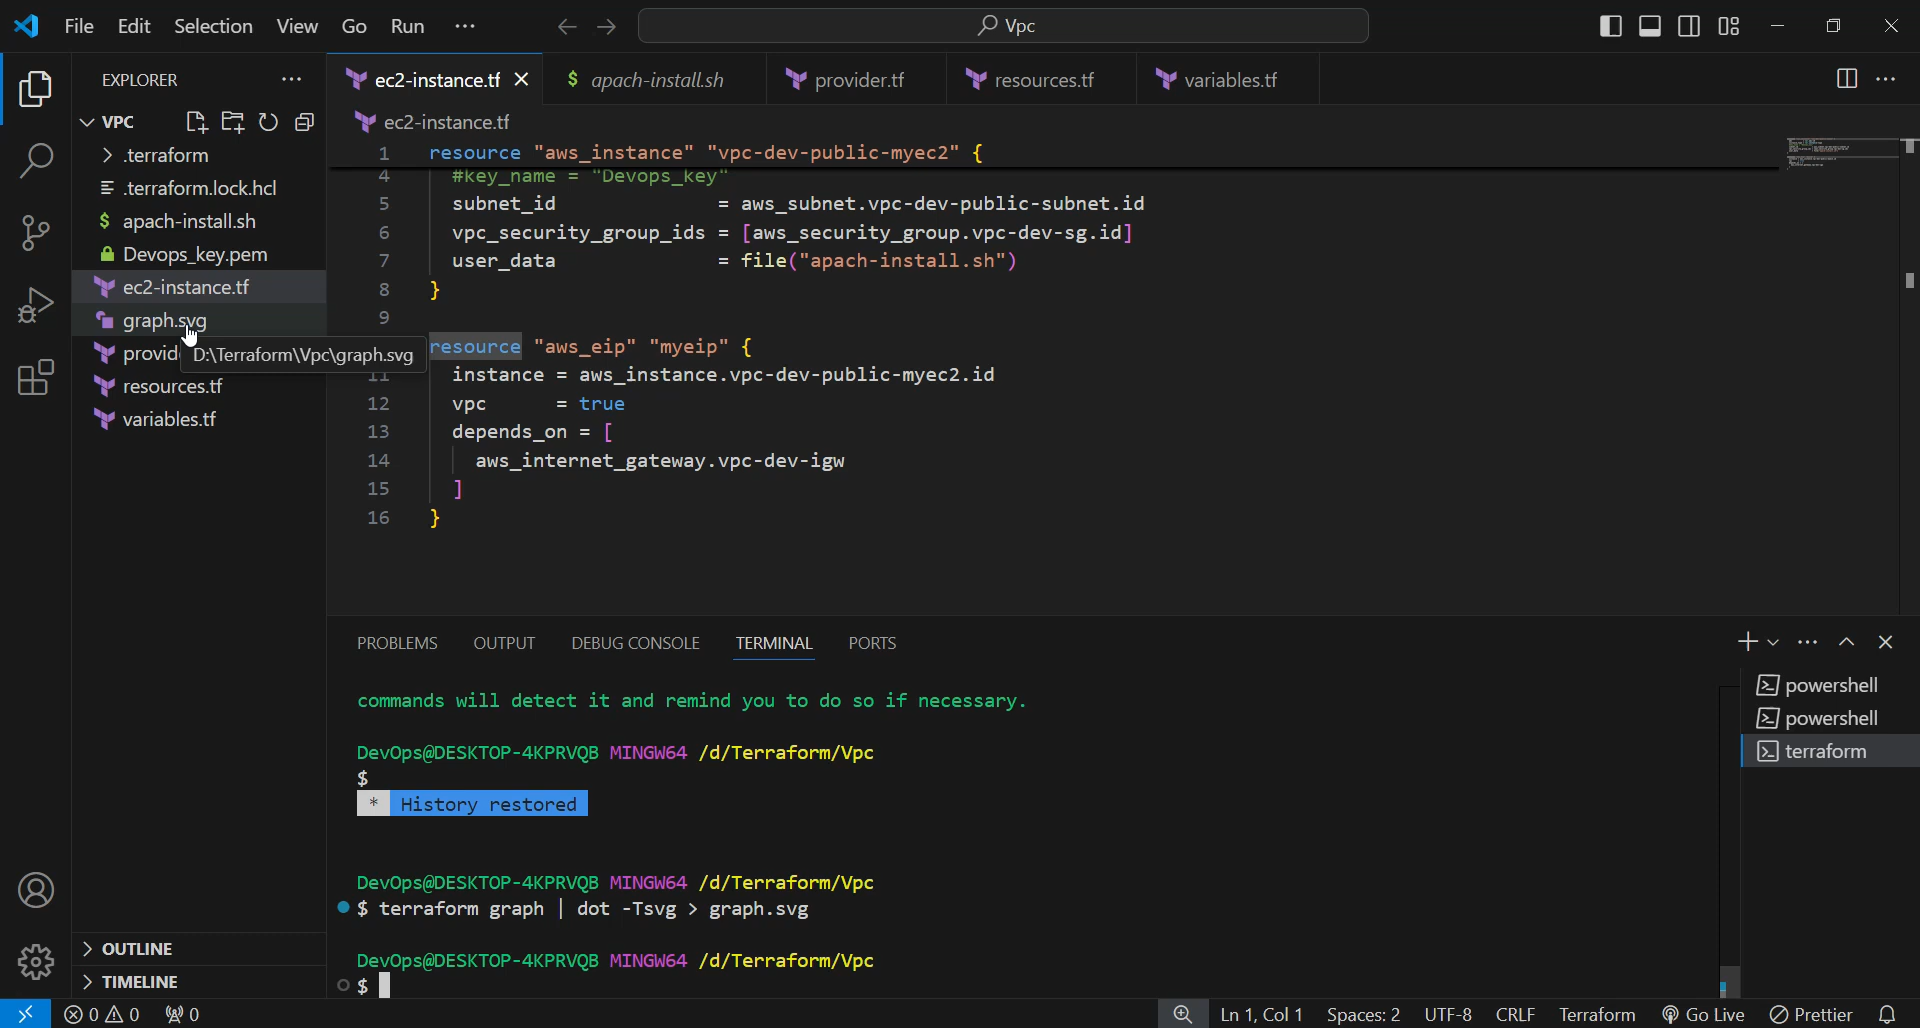 File Edit Selection View Go Run ··· Vpc
EXPLORER
ec2-instance.tf
$ apach-install.sh
provider.tf
resources.tf
variables.tf
VPC
.terraform
.terraform.lock.hcl
$ apach-install.sh
Devops_key.pem
ec2-instance.tf
graph.svg
provid
D:\Terraform\Vpc\graph.svg
resources.tf
variables.tf
OUTLINE
TIMELINE
ec2-instance.tf
1 resource "aws_instance" "vpc-dev-public-myec2" {
4 #key_name = "Devops_key"
5 subnet_id = aws_subnet.vpc-dev-public-subnet.id
6 vpc_security_group_ids = [aws_security_group.vpc-dev-sg.id]
7 user_data = file("apach-install.sh")
8 }
9
resource "aws_eip" "myeip" {
11 instance = aws_instance.vpc-dev-public-myec2.id
12 vpc = true
13 depends_on = [
14 aws_internet_gateway.vpc-dev-igw
15 ]
16 }
PROBLEMS OUTPUT DEBUG CONSOLE TERMINAL PORTS
commands will detect it and remind you to do so if necessary.
DevOps@DESKTOP-4KPRVQB MINGW64 /d/Terraform/Vpc
$
* History restored
DevOps@DESKTOP-4KPRVQB MINGW64 /d/Terraform/Vpc
$ terraform graph | dot -Tsvg > graph.svg
DevOps@DESKTOP-4KPRVQB MINGW64 /d/Terraform/Vpc
$
powershell
powershell
terraform
0 0 0 Ln 1, Col 1 Spaces: 2 UTF-8 CRLF Terraform Go Live Prettier